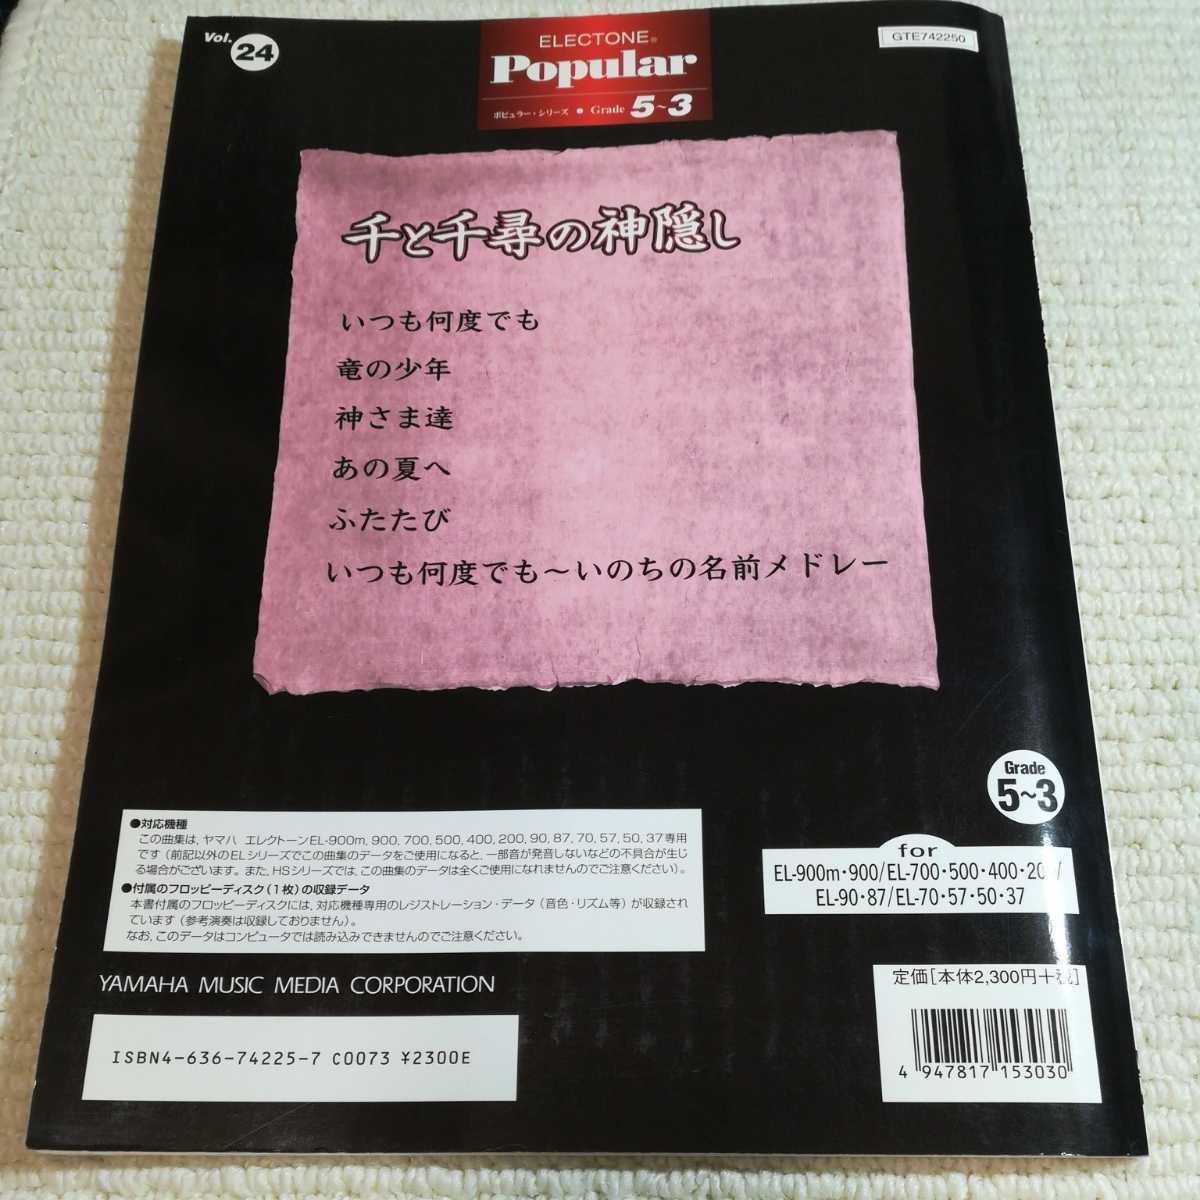 Vol. 24
ELECTONE®
Popular
ポピュラー・シリーズ ● Grade 5~3
GTE742250
千と千尋の神隠し
いつも何度でも
竜の少年
神さま達
あの夏へ
ふたたび
いつも何度でも〜いのちの名前メドレー
Grade
5~3
●対応機種
この曲集は、ヤマハ エレクトーンEL-900m, 900, 700, 500, 400, 200, 90, 87, 70, 57, 50, 37専用
です(前記以外のELシリーズでこの曲集のデータをご使用になると、一部音が発音しないなどの不具合が生じ
る場合がございます。また、HSシリーズでは、この曲集のデータは全くご使用になれませんのでご注意ください)。
●付属のフロッピーディスク(1枚)の収録データ
本書付属のフロッピーディスクには、対応機種専用のレジストレーション・データ(音色・リズム等)が収録され
ています(参考演奏は収録しておりません)。
なお、このデータはコンピュータでは読み込みできませんのでご注意ください。
for
EL-900m・900/EL-700・500・400・20 /
EL-90・87/EL-70・57・50・37
YAMAHA MUSIC MEDIA CORPORATION
定価[本体2,300円+税]
ISBN4-636-74225-7 C0073 ¥2300E
4 947817 153030